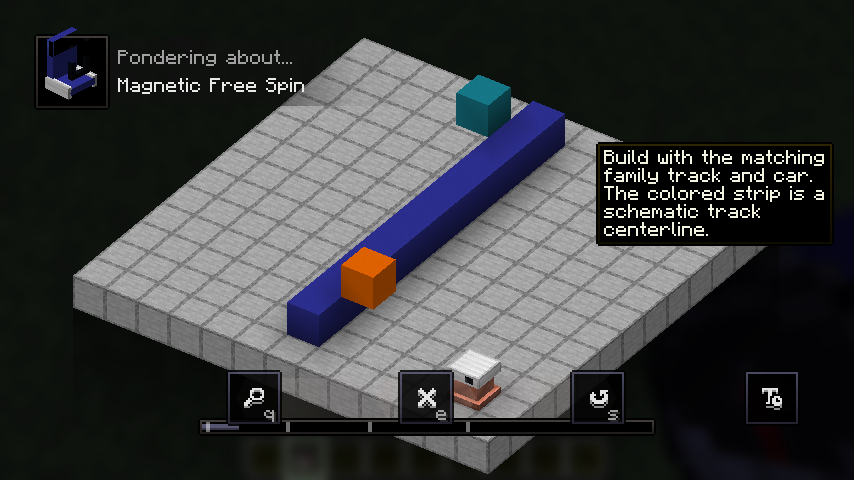 Pondering about...
Magnetic Free Spin
Build with the matching
family track and car.
The colored strip is a
schematic track
centerline.
q
e
s